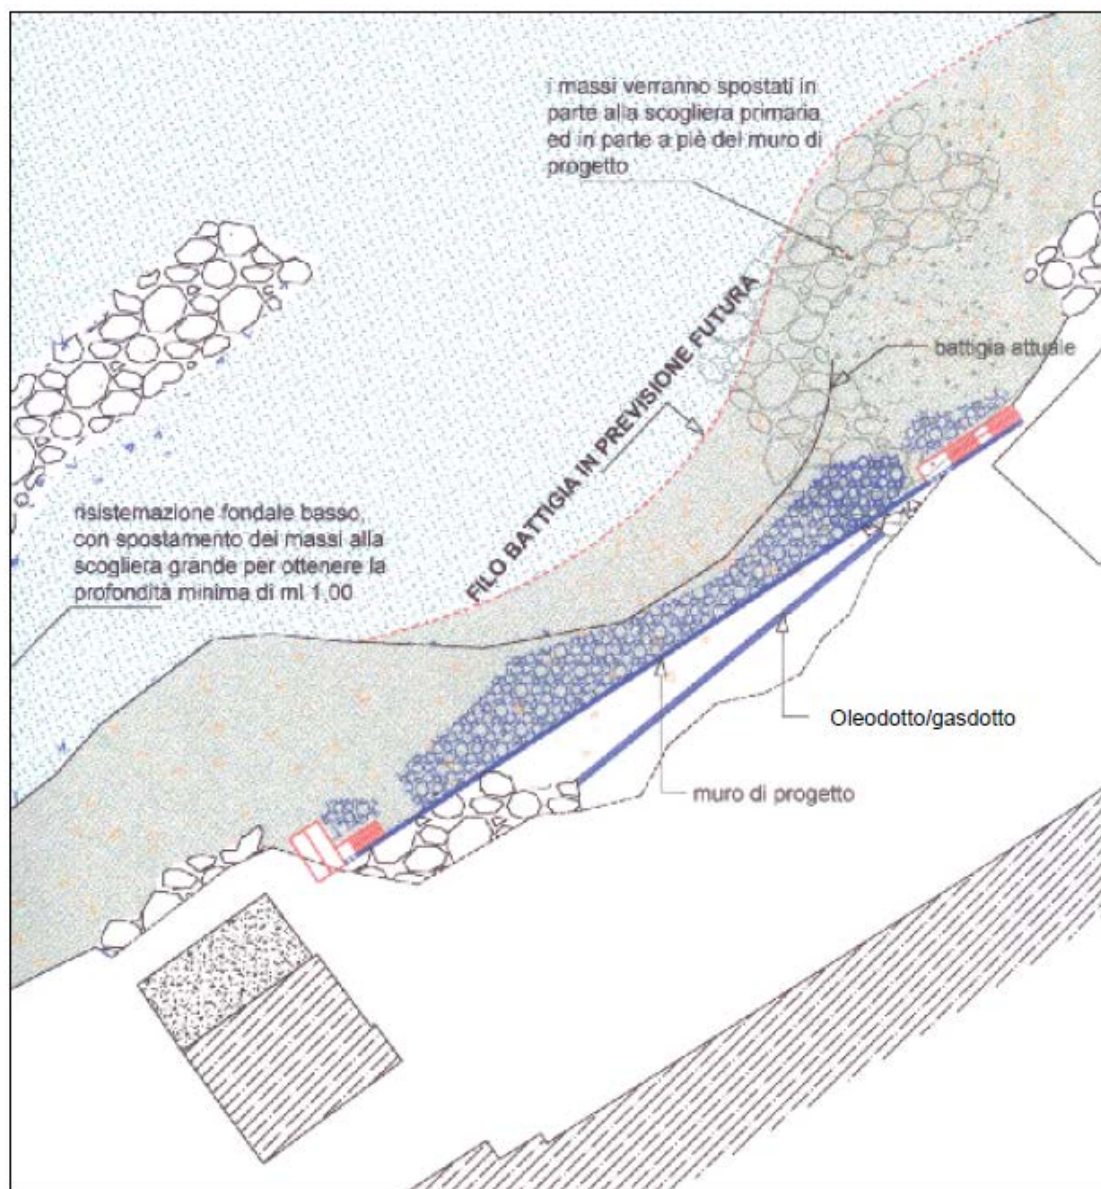 i massi verranno spostati in
parte alla scogliera primaria
ed in parte a piè del muro di
progetto
FILO BATTIGIA IN PREVISIONE FUTURA
battigia attuale
risistemazione fondale basso,
con spostamento dei massi alla
scogliera grande per ottenere la
profondità minima di ml 1,00
Oleodotto/gasdotto
muro di progetto